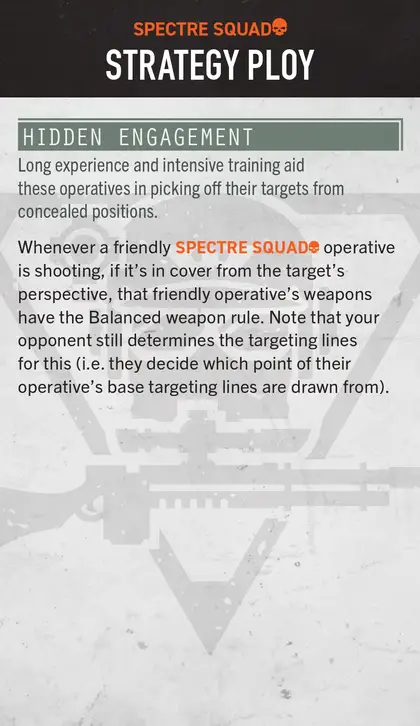 SPECTRE SQUAD
STRATEGY PLOY
HIDDEN ENGAGEMENT
Long experience and intensive training aid
these operatives in picking off their targets from
concealed positions.
Whenever a friendly SPECTRE SQUAD operative
is shooting, if it’s in cover from the target’s
perspective, that friendly operative’s weapons
have the Balanced weapon rule. Note that your
opponent still determines the targeting lines
for this (i.e. they decide which point of their
operative’s base targeting lines are drawn from).